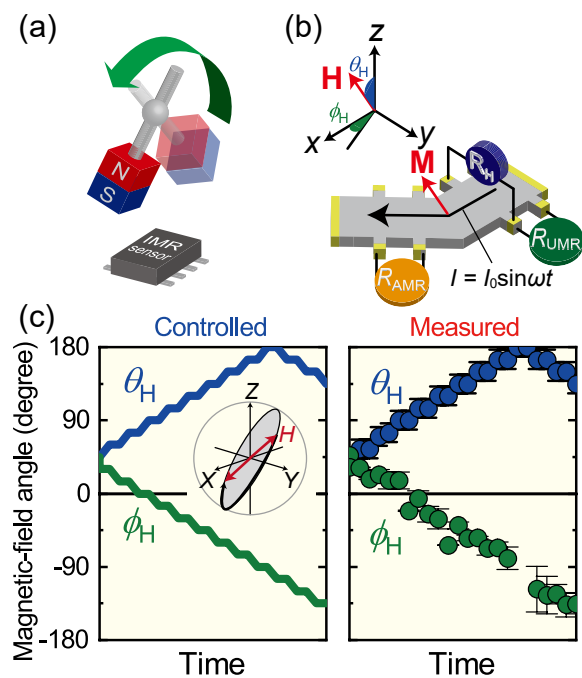 (a)
N
S
IMR
sensor
(b)
z
θH
H
ϕH
x
y
M
RH
RUMR
RAMR
I = I0sinωt
(c)
Controlled
Measured
Magnetic-field angle (degree)
180
90
0
-90
-180
θH
ϕH
Z
H
X
Y
θH
ϕH
Time
Time